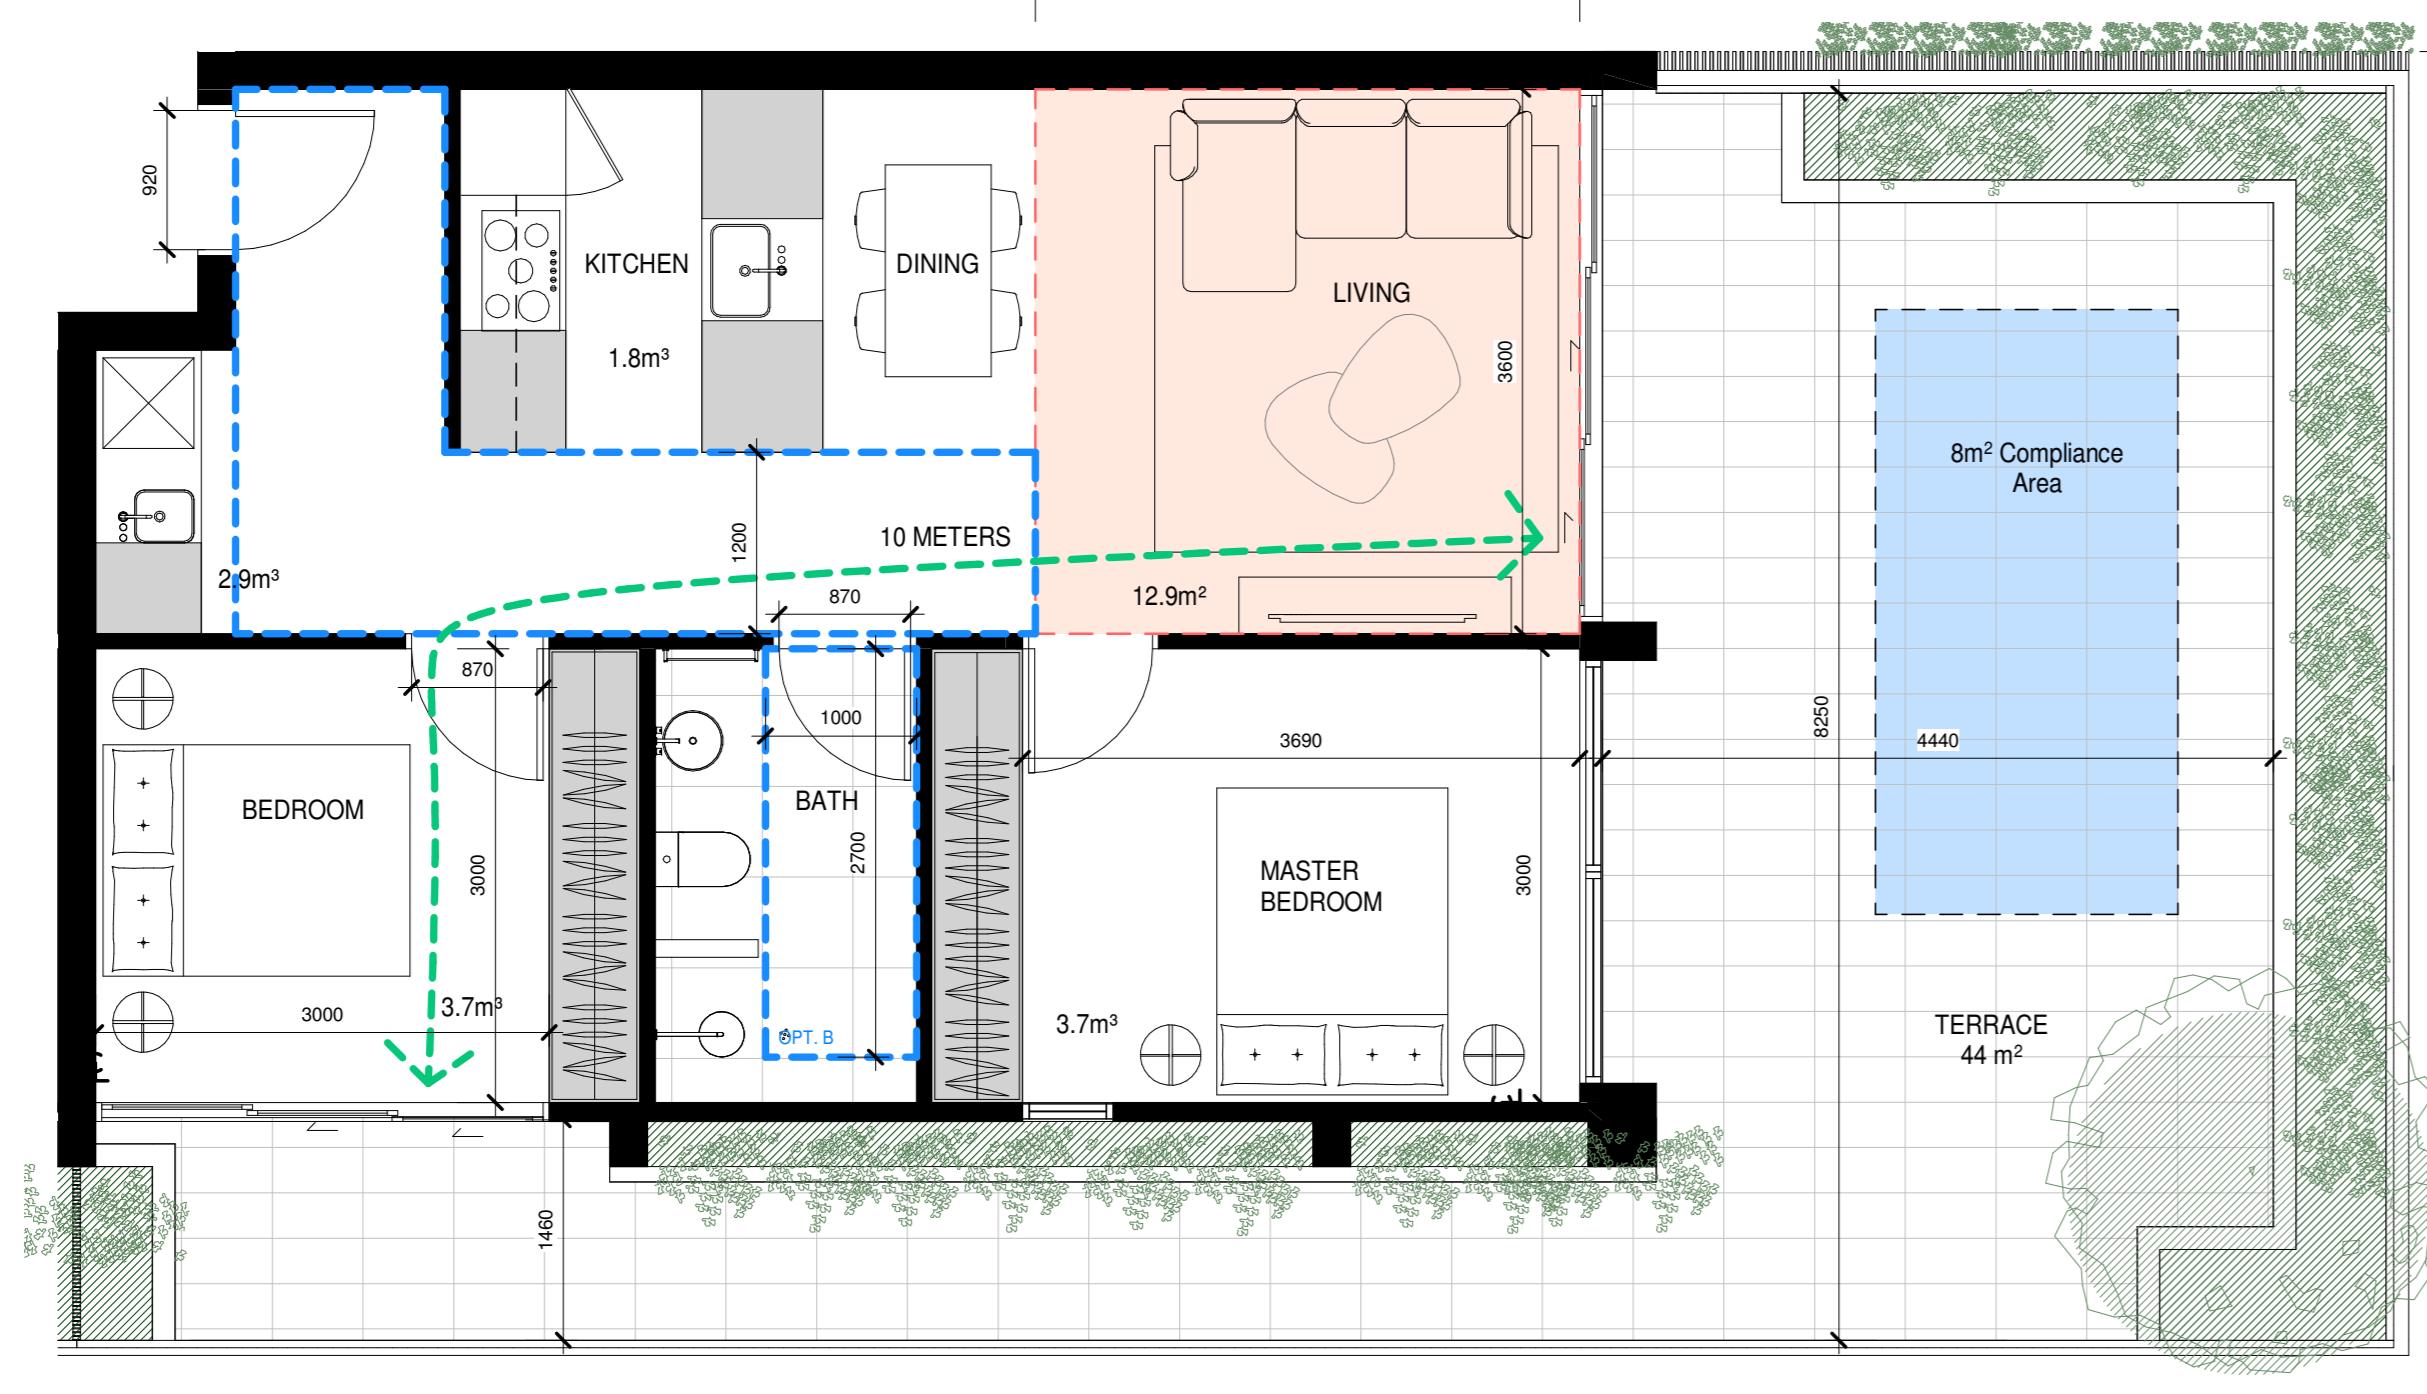 920
KITCHEN
DINING
LIVING
1.8m³
3600
8m² Compliance
Area
10 METERS
1200
2.9m³
870
12.9m²
870
1000
3690
8250
4440
BEDROOM
BATH
3000
2700
MASTER
BEDROOM
3000
3.7m³
3000
OPT. B
3.7m³
TERRACE
44 m²
1460